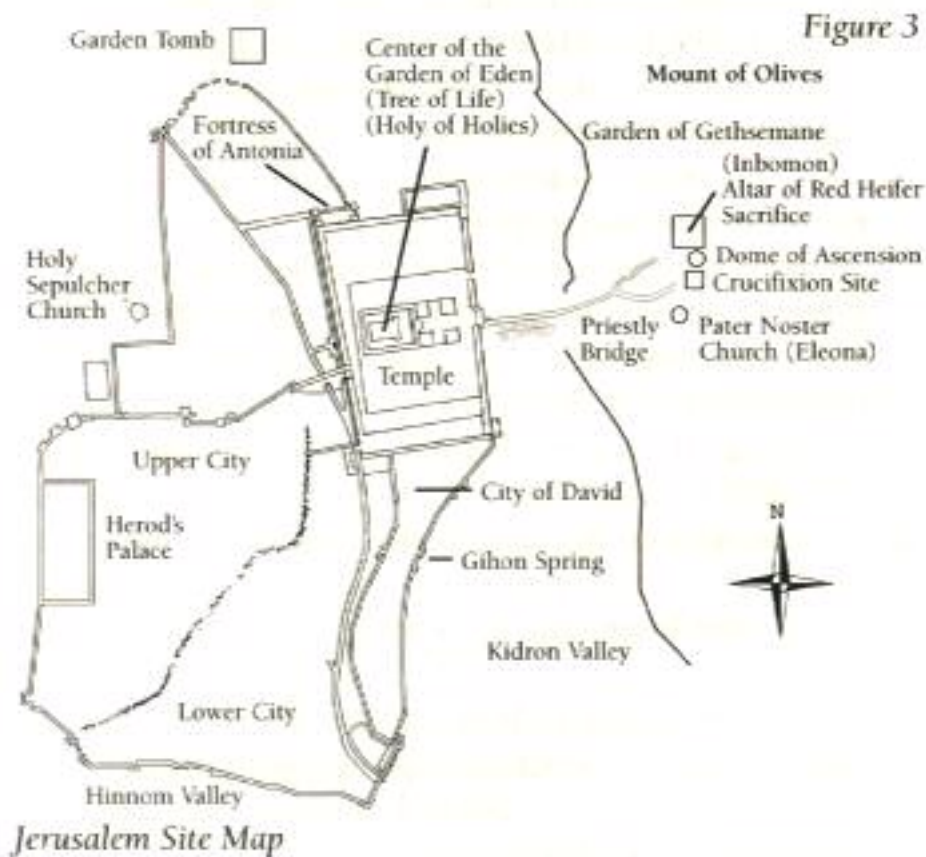 Figure 3
Garden Tomb
Center of the
Garden of Eden
(Tree of Life)
(Holy of Holies)
Mount of Olives
Fortress
of Antonia
Garden of Gethsemane
(Inbomon)
Altar of Red Heifer
Sacrifice
Holy
Sepulcher
Church
Dome of Ascension
Crucifixion Site
Priestly
Bridge
Pater Noster
Church (Eleona)
Temple
Upper City
City of David
Herod's
Palace
N
Gihon Spring
Kidron Valley
Lower City
Hinnom Valley
Jerusalem Site Map